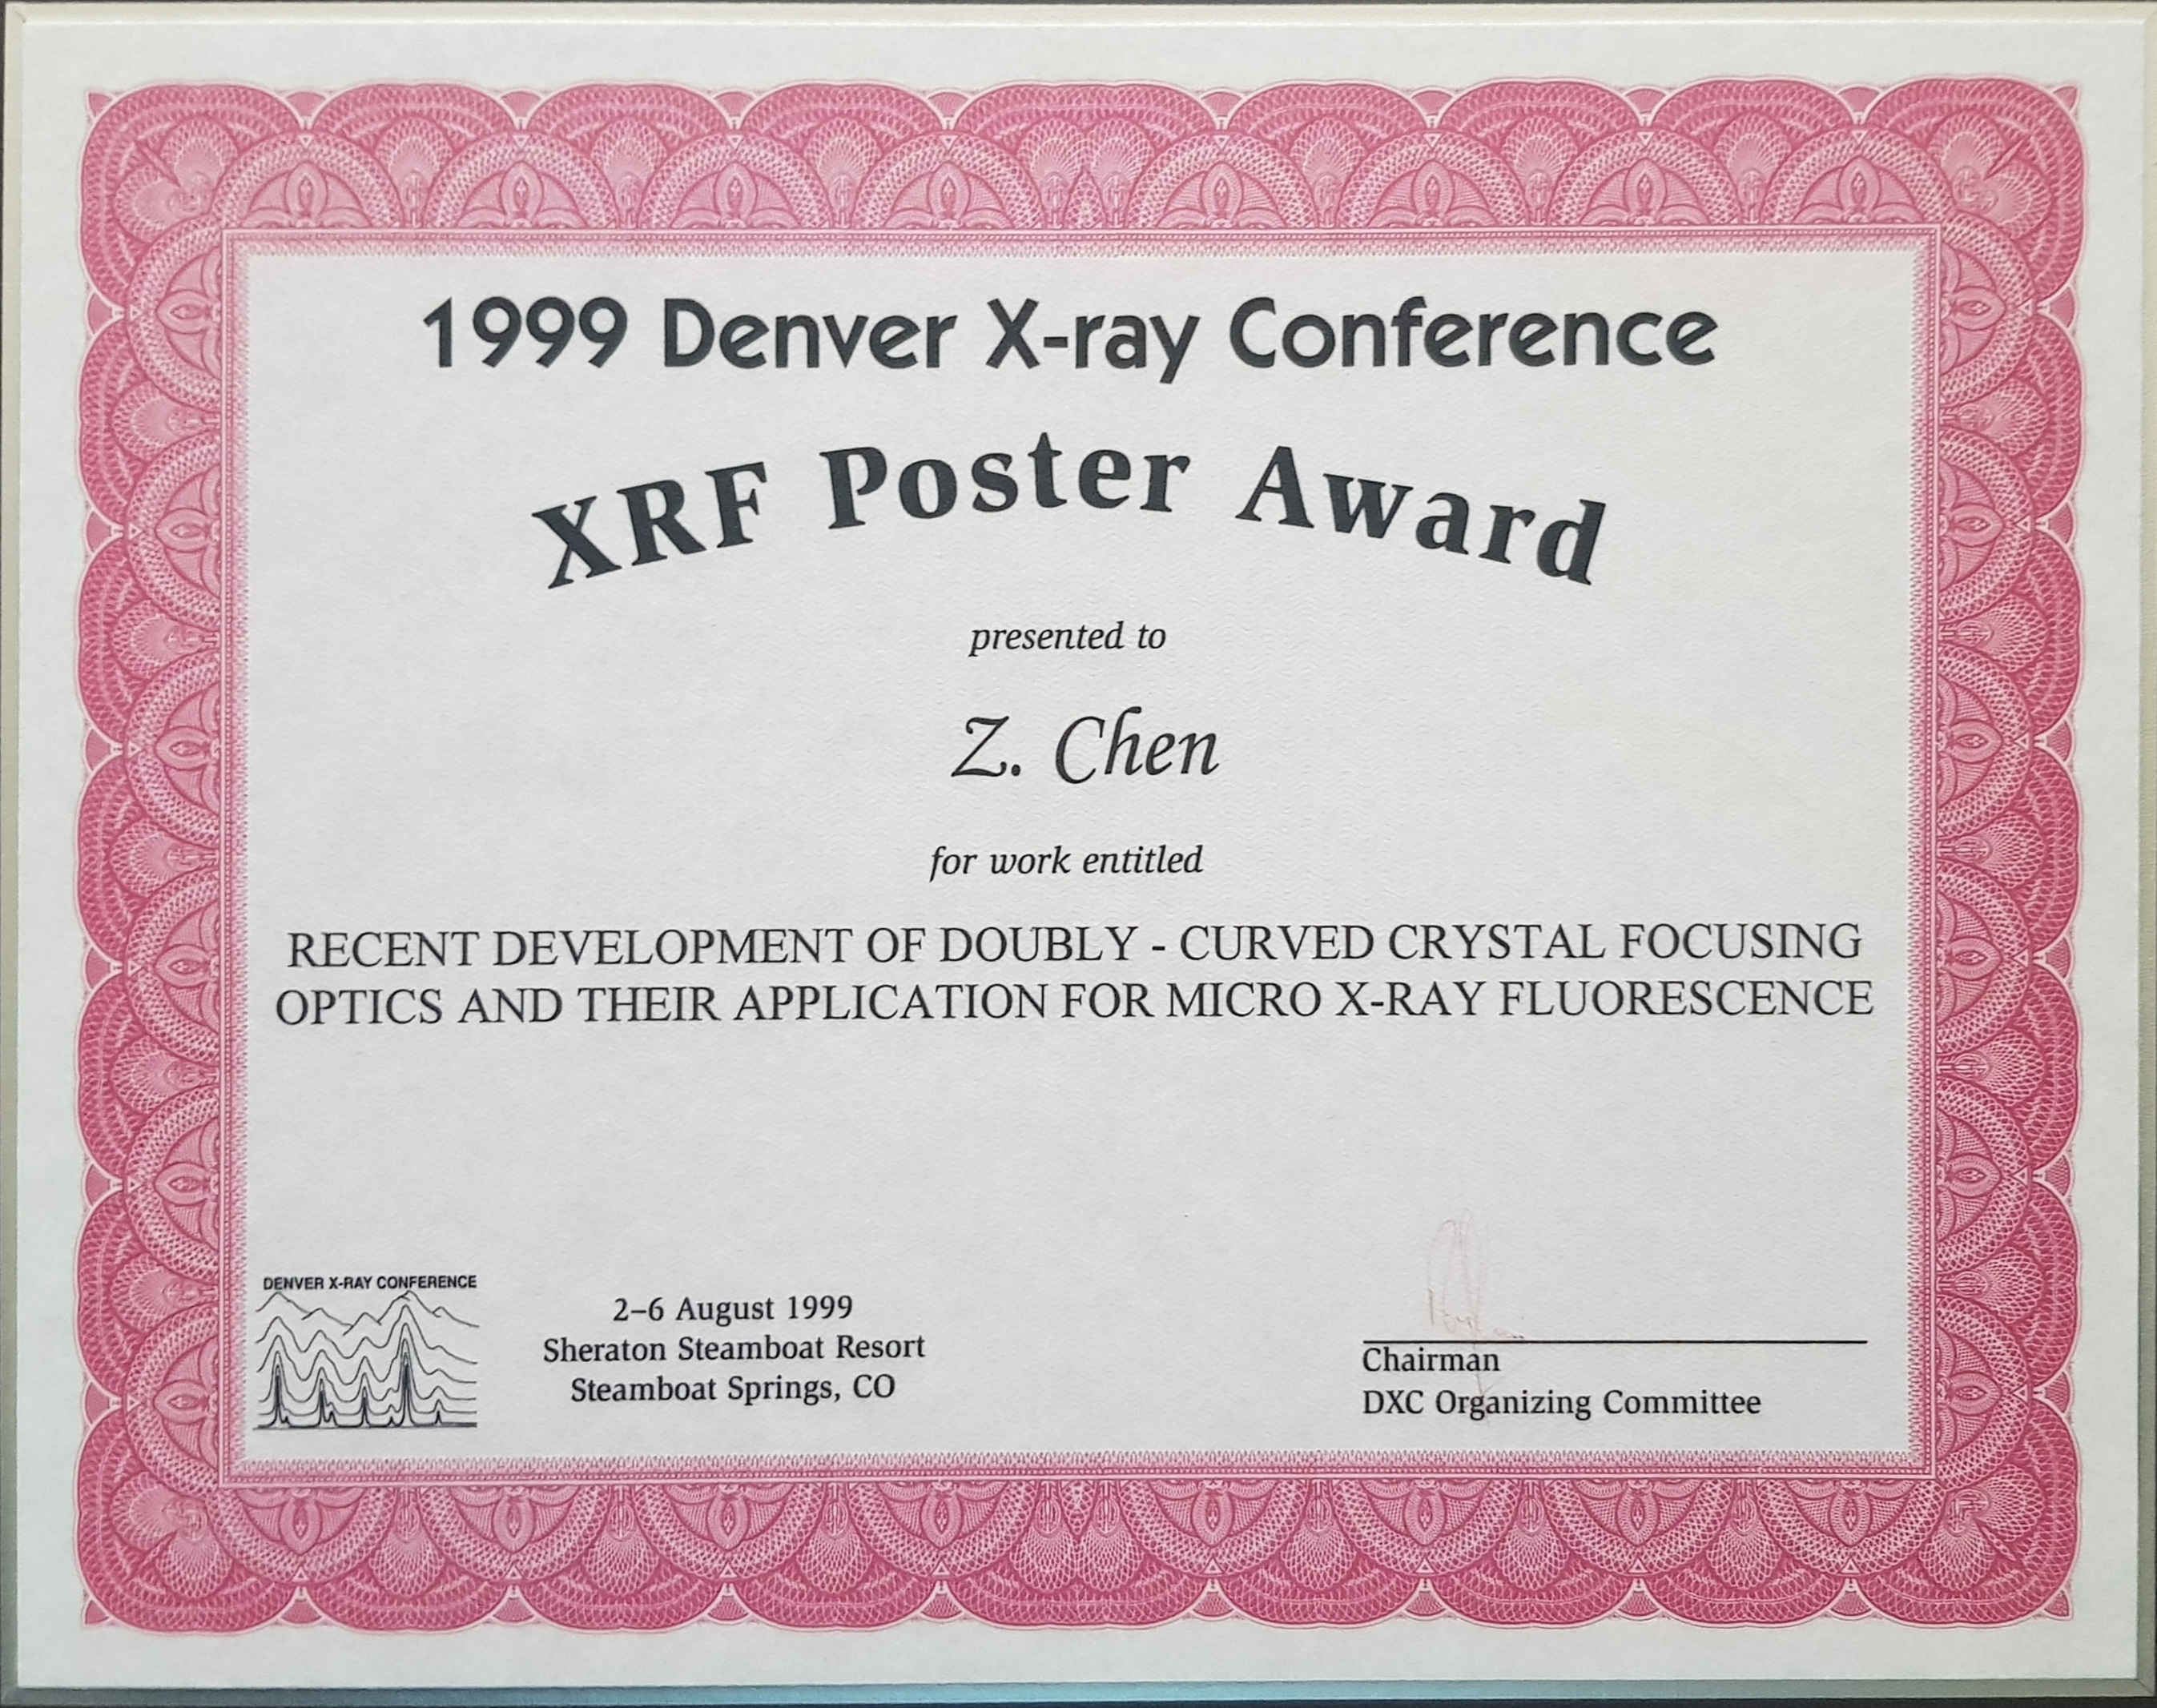 1999 Denver X-ray Conference
XRF Poster Award
presented to
Z. Chen
for work entitled
RECENT DEVELOPMENT OF DOUBLY - CURVED CRYSTAL FOCUSING
OPTICS AND THEIR APPLICATION FOR MICRO X-RAY FLUORESCENCE
DENVER X-RAY CONFERENCE
2–6 August 1999
Sheraton Steamboat Resort
Steamboat Springs, CO
Chairman
DXC Organizing Committee